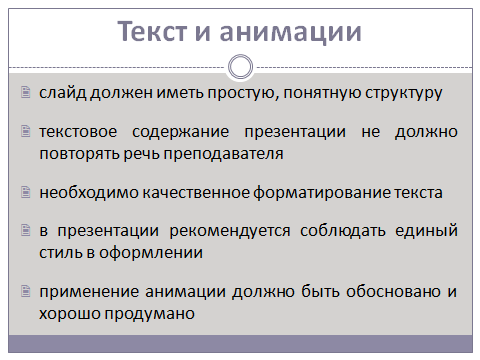 Текст и анимации
слайд должен иметь простую, понятную структуру
текстовое содержание презентации не должно
повторять речь преподавателя
необходимо качественное форматирование текста
в презентации рекомендуется соблюдать единый
стиль в оформлении
применение анимации должно быть обосновано и
хорошо продумано